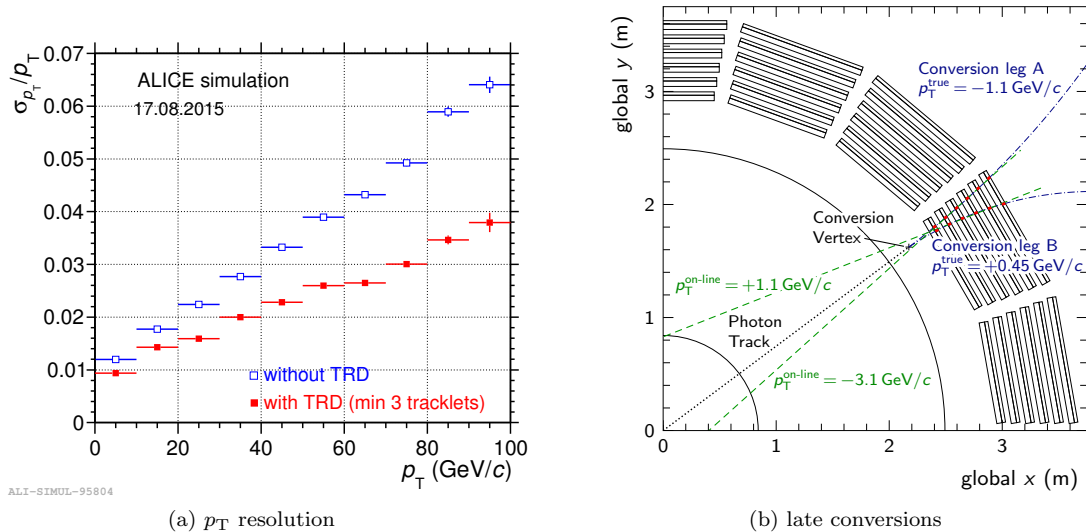 σ_{p_T}/p_T
0.07
0.06
0.05
0.04
0.03
0.02
0.01
0
ALICE simulation
17.08.2015
without TRD
with TRD (min 3 tracklets)
0 20 40 60 80 100
p_T (GeV/c)
ALI-SIMUL-95804
(a) p_T resolution
global y (m)
3
2
1
0
Conversion leg A
p_T^{true} = −1.1 GeV/c
Conversion
Vertex
Conversion leg B
p_T^{true} = +0.45 GeV/c
p_T^{on-line} = +1.1 GeV/c
Photon
Track
p_T^{on-line} = −3.1 GeV/c
0 1 2 3
global x (m)
(b) late conversions